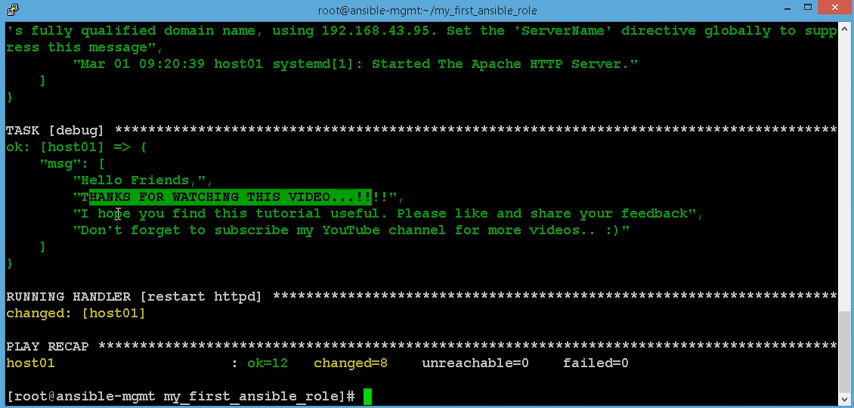 root@ansible-mgmt:~/my_first_ansible_role
's fully qualified domain name, using 192.168.43.95. Set the 'ServerName' directive globally to supp
ress this message",
"Mar 01 09:20:39 host01 systemd[1]: Started The Apache HTTP Server."
]
}
TASK [debug] ****************************************************************************************
ok: [host01] => {
"msg": [
"Hello Friends,",
"THANKS FOR WATCHING THIS VIDEO...!!!!",
"I hope you find this tutorial useful. Please like and share your feedback",
"Don't forget to subscribe my YouTube channel for more videos.. :)"
]
}
RUNNING HANDLER [restart httpd] *********************************************************************
changed: [host01]
PLAY RECAP ******************************************************************************************
host01 : ok=12 changed=8 unreachable=0 failed=0
[root@ansible-mgmt my_first_ansible_role]#